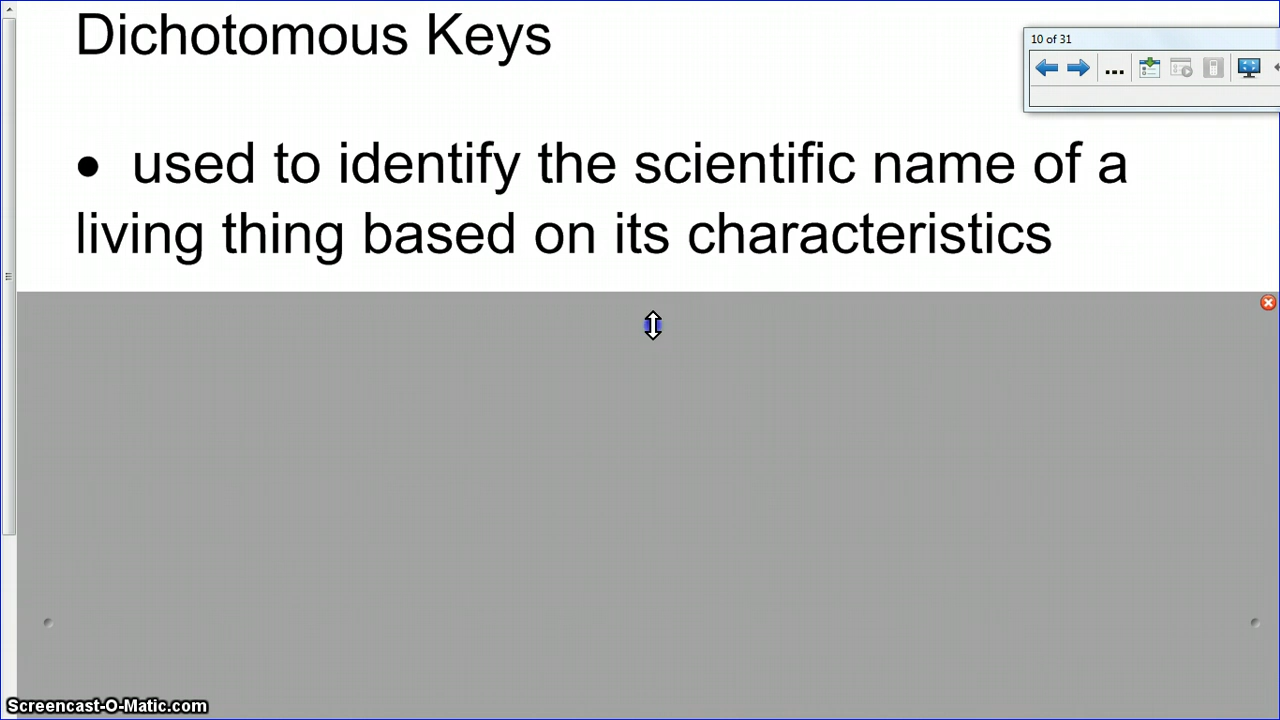 Dichotomous Keys
10 of 31
● used to identify the scientific name of a
living thing based on its characteristics
Screencast-O-Matic.com